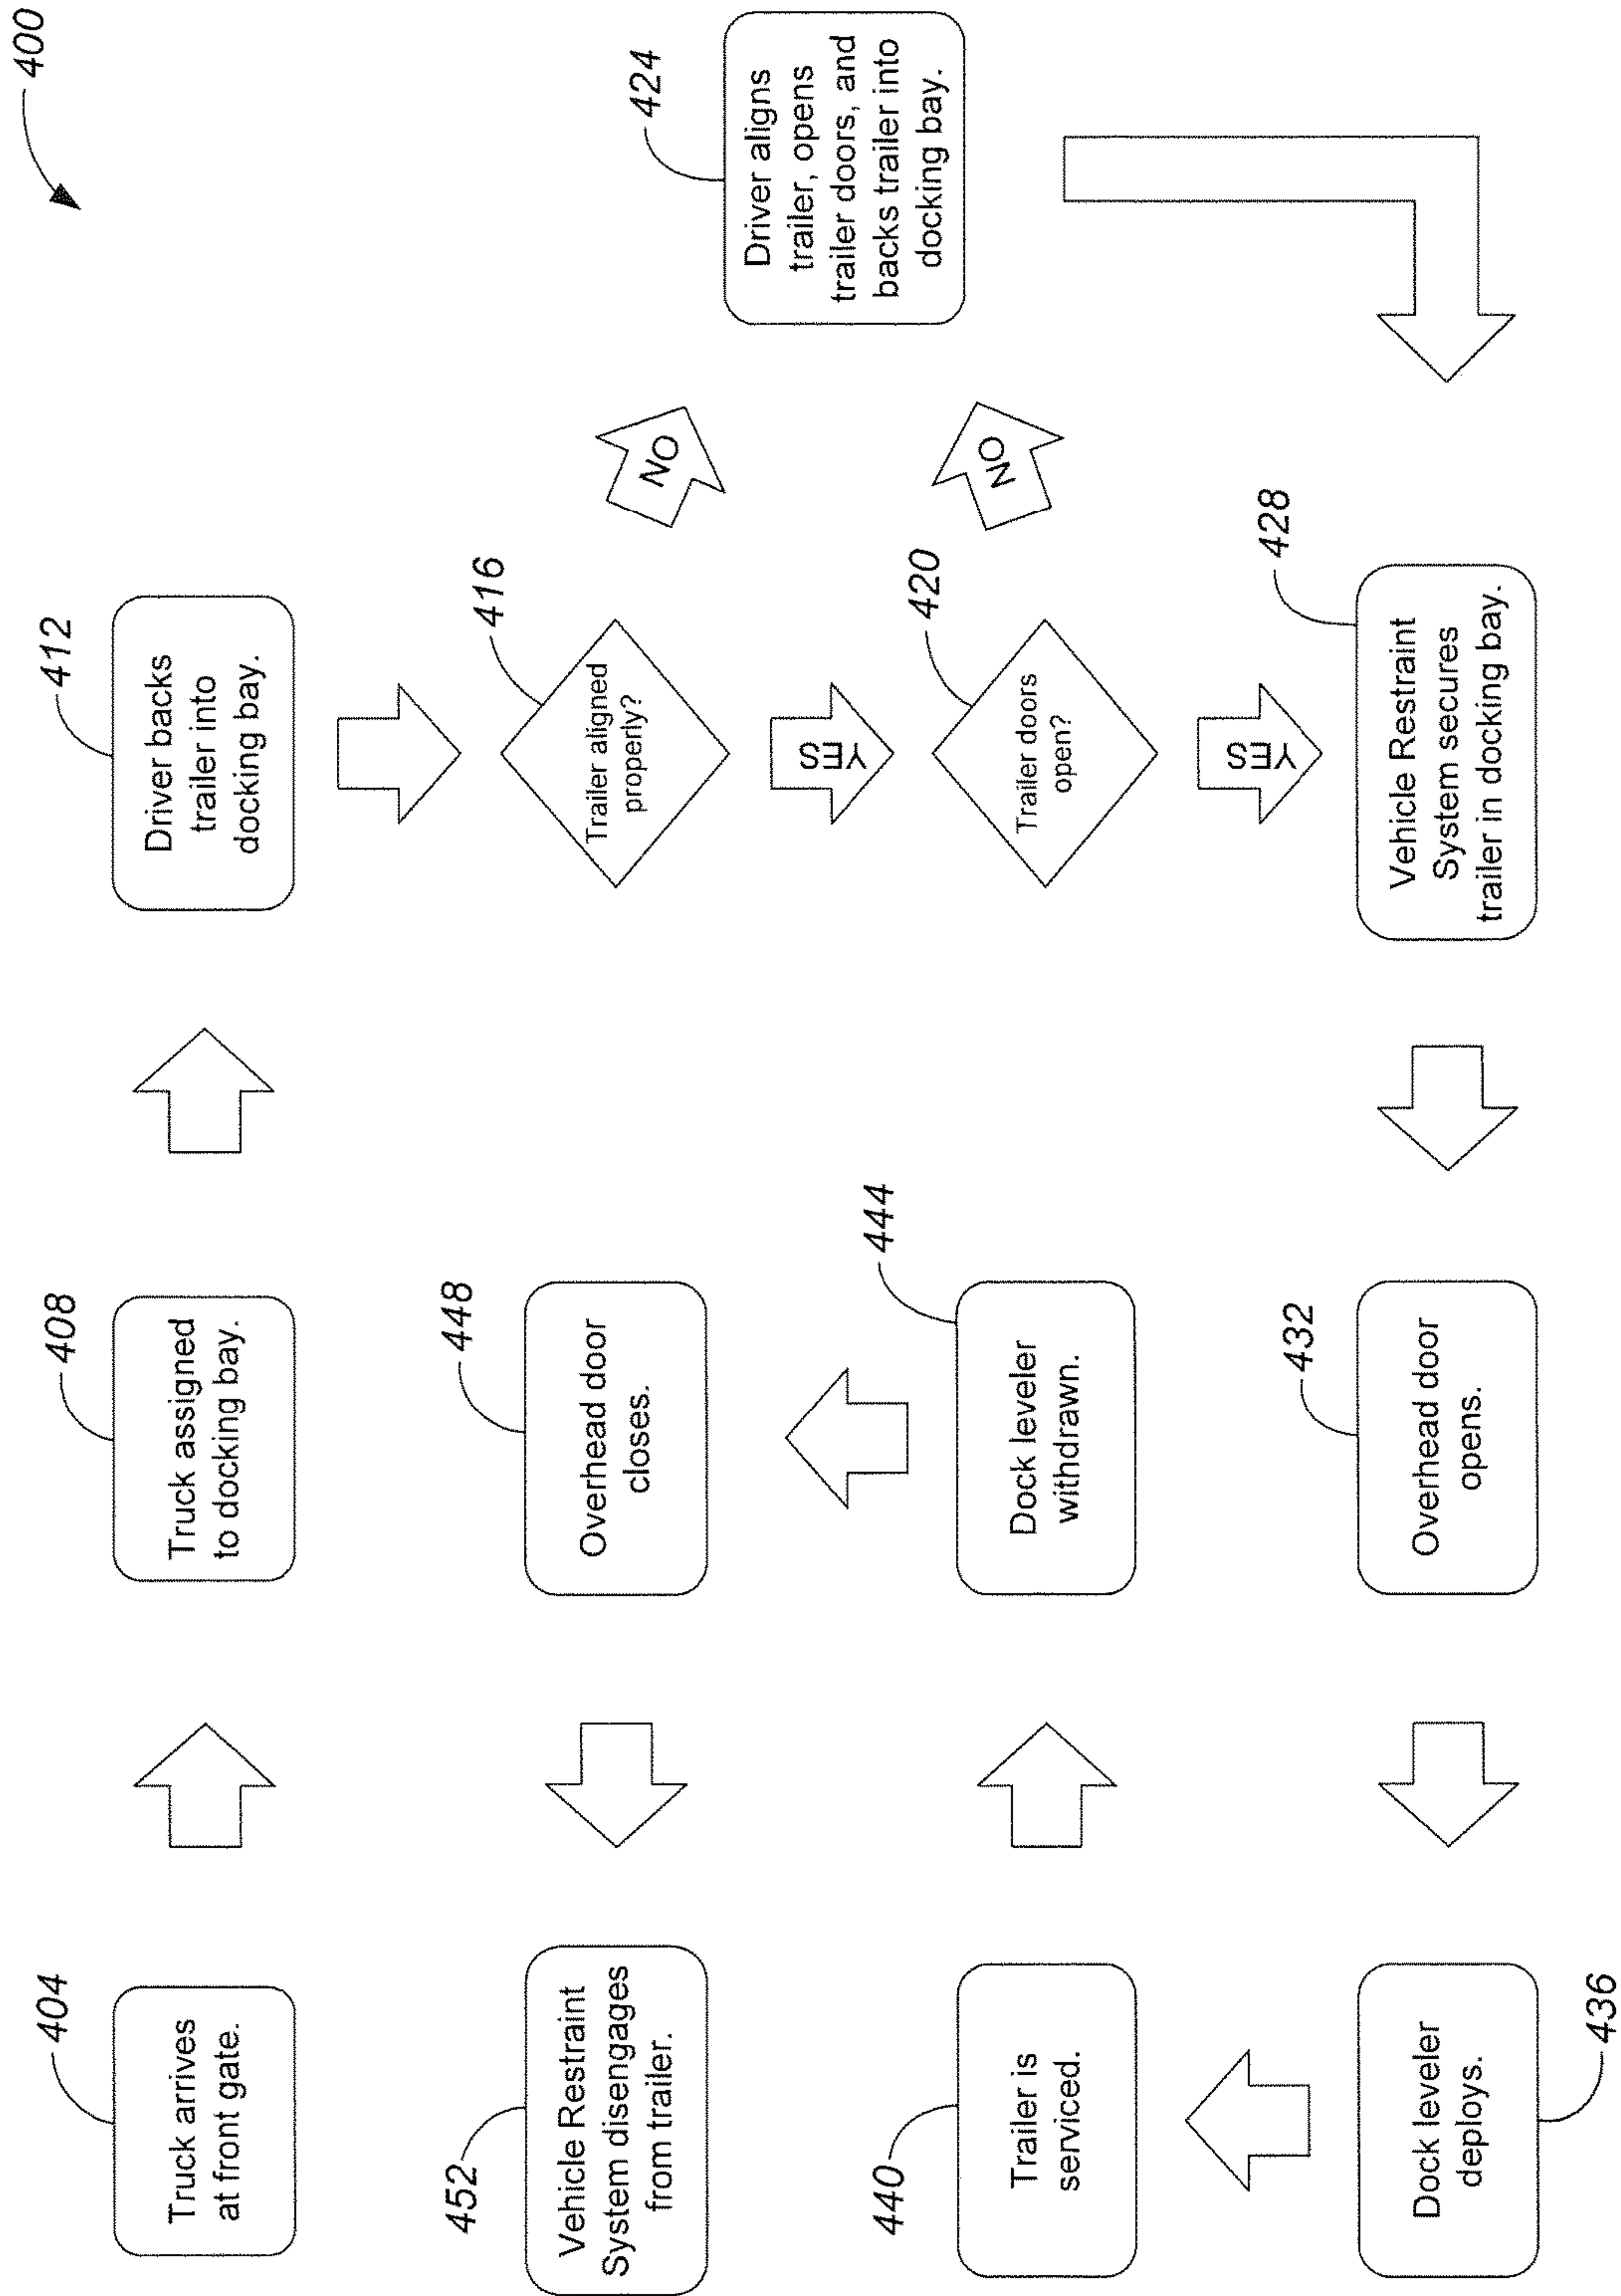 400
404
Truck arrives
at front gate.
408
Truck assigned
to docking bay.
412
Driver backs
trailer into
docking bay.
416
Trailer aligned
properly?
NO
YES
420
Trailer doors
open?
NO
YES
424
Driver aligns
trailer, opens
trailer doors, and
backs trailer into
docking bay.
428
Vehicle Restraint
System secures
trailer in docking bay.
432
Overhead door
opens.
436
Dock leveler
deploys.
440
Trailer is
serviced.
444
Dock leveler
withdrawn.
448
Overhead door
closes.
452
Vehicle Restraint
System disengages
from trailer.